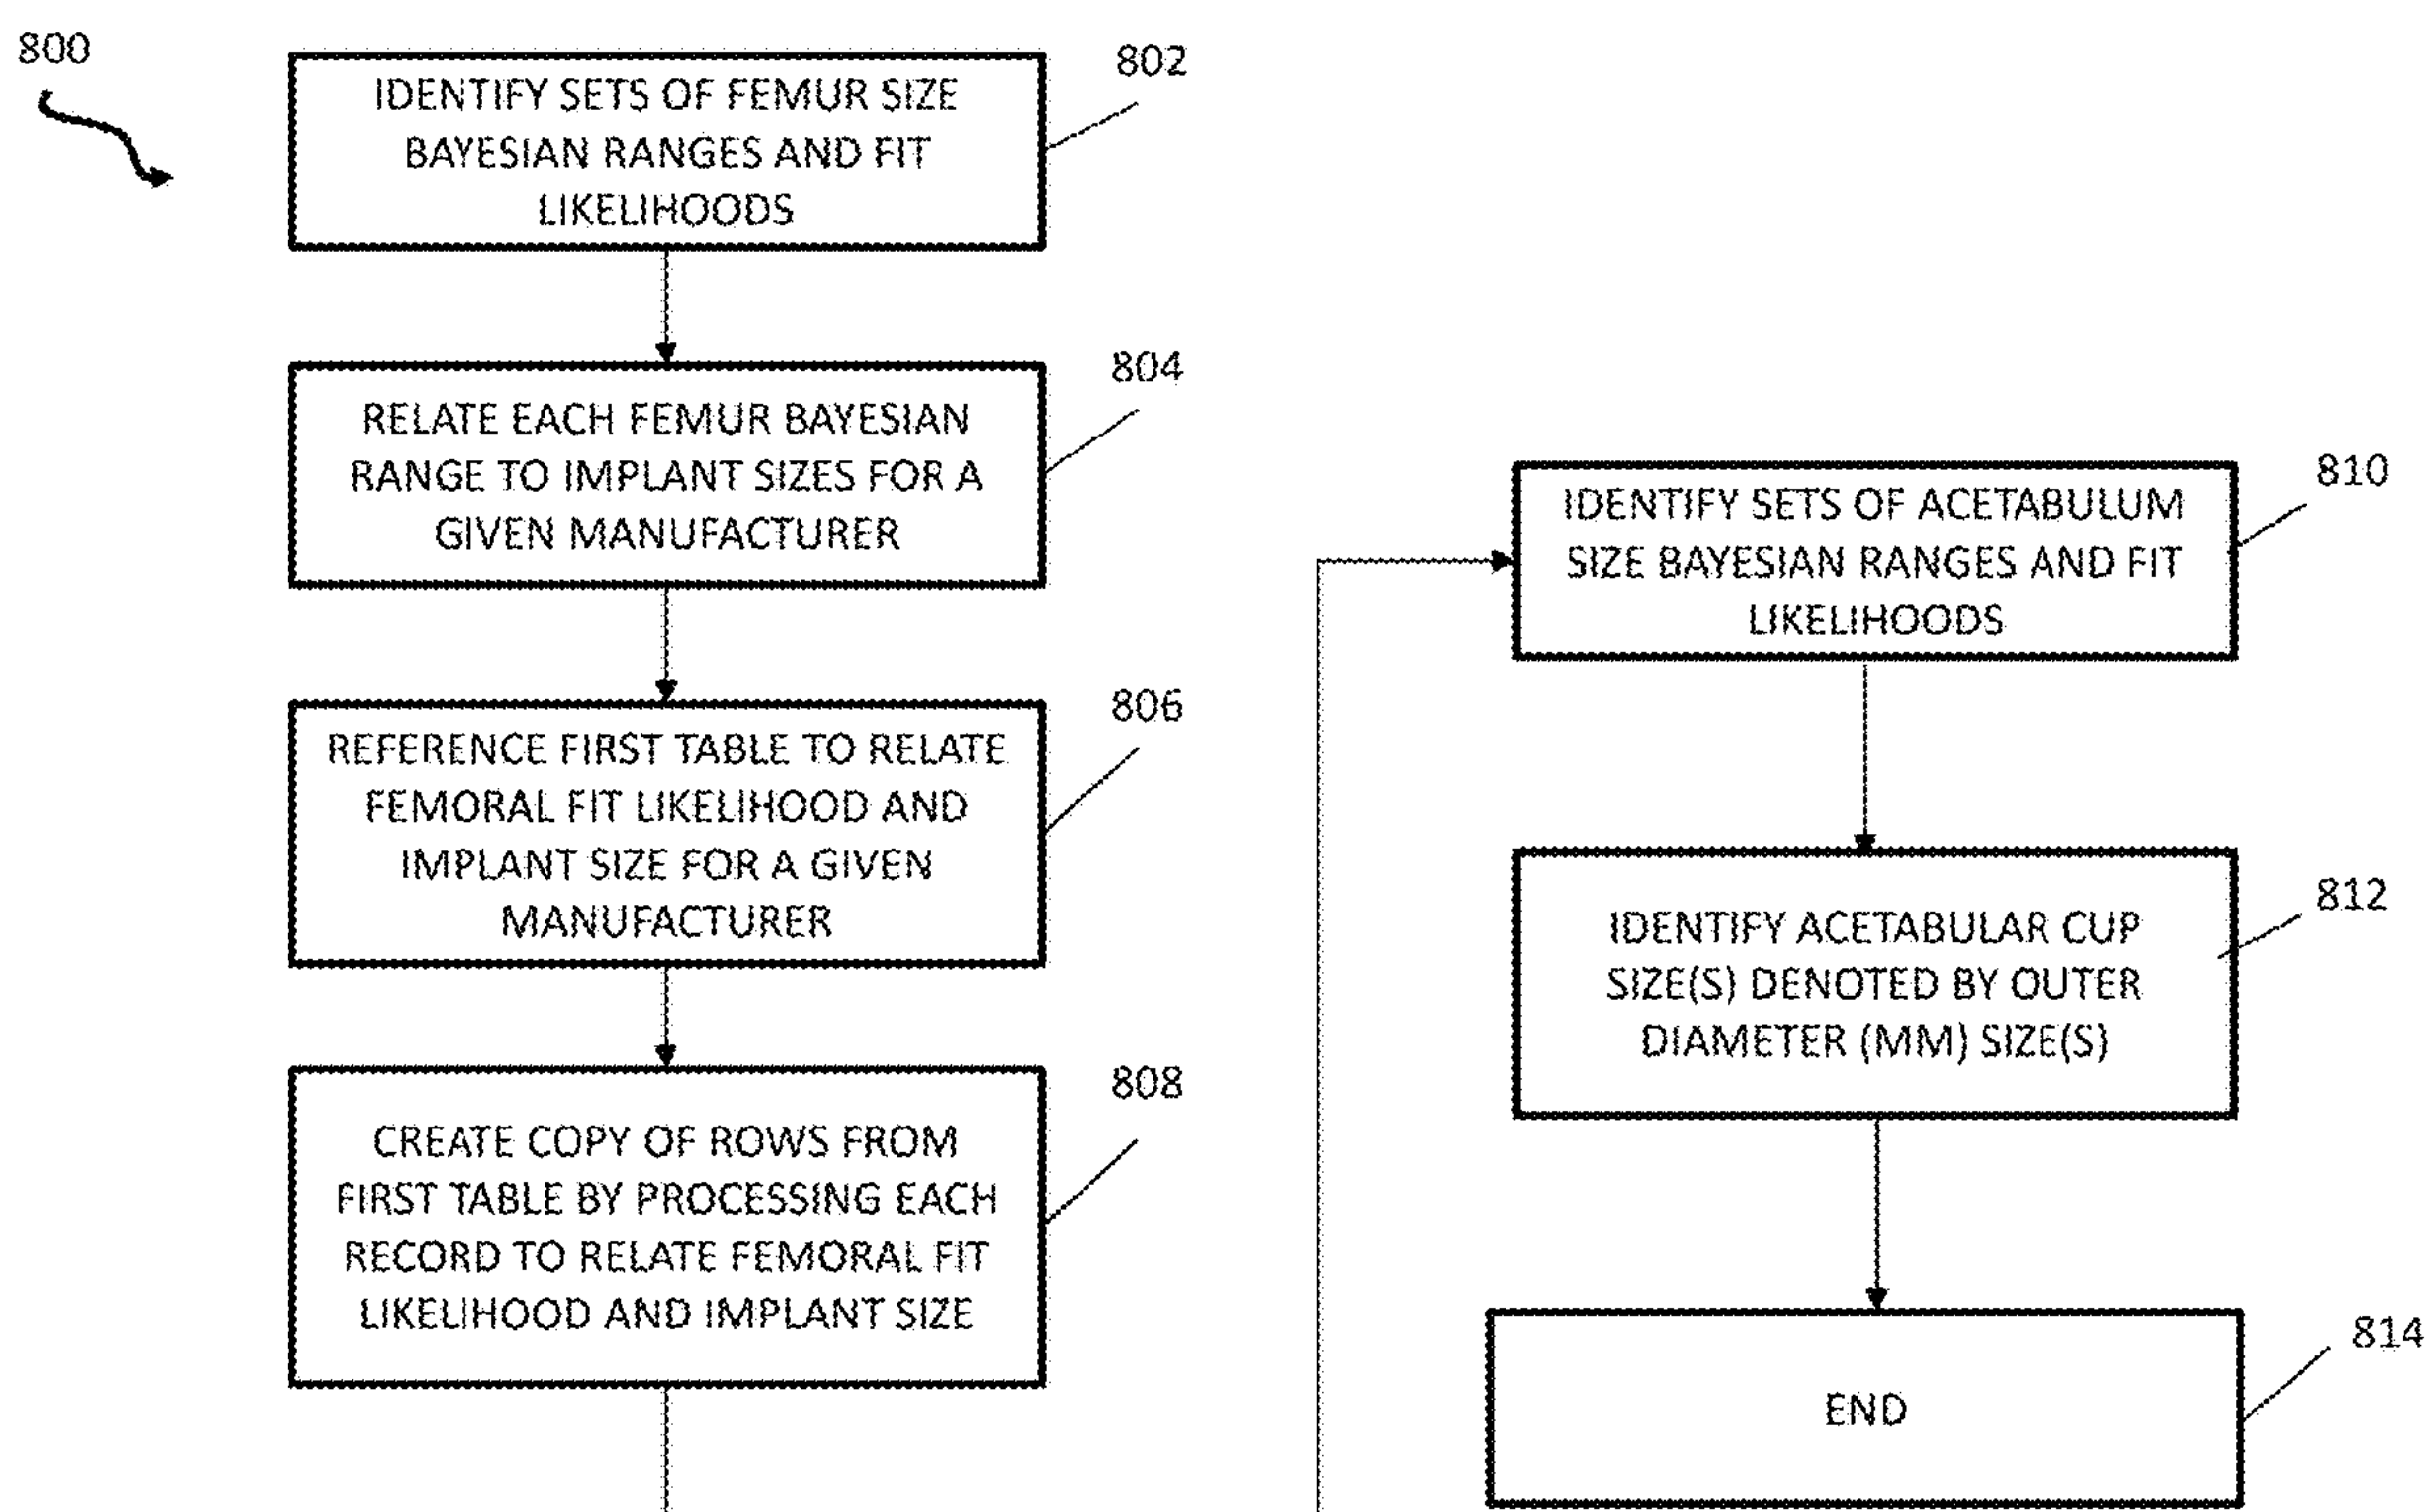 800
802
IDENTIFY SETS OF FEMUR SIZE
BAYESIAN RANGES AND FIT
LIKELIHOODS
804
RELATE EACH FEMUR BAYESIAN
RANGE TO IMPLANT SIZES FOR A
GIVEN MANUFACTURER
806
REFERENCE FIRST TABLE TO RELATE
FEMORAL FIT LIKELIHOOD AND
IMPLANT SIZE FOR A GIVEN
MANUFACTURER
808
CREATE COPY OF ROWS FROM
FIRST TABLE BY PROCESSING EACH
RECORD TO RELATE FEMORAL FIT
LIKELIHOOD AND IMPLANT SIZE
810
IDENTIFY SETS OF ACETABULUM
SIZE BAYESIAN RANGES AND FIT
LIKELIHOODS
812
IDENTIFY ACETABULAR CUP
SIZE(S) DENOTED BY OUTER
DIAMETER (MM) SIZE(S)
814
END